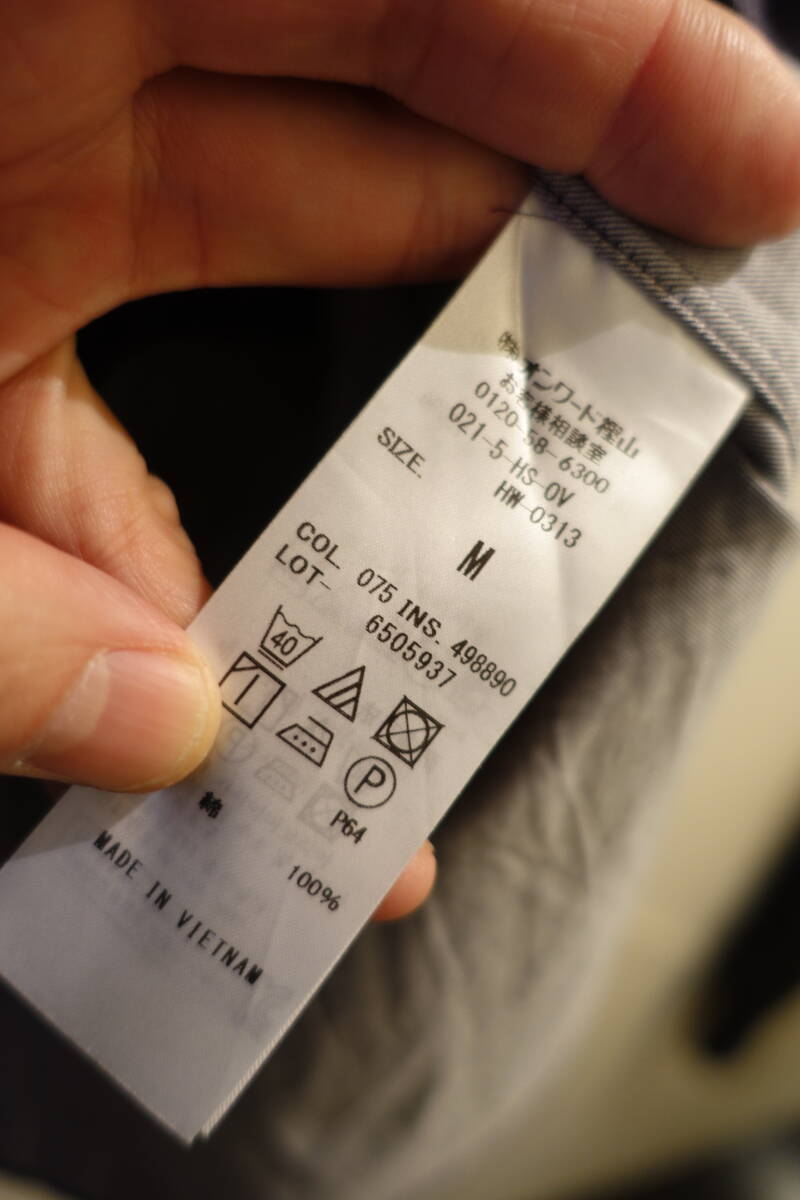 ㈱オンワード樫山
お客様相談室
0120-58-6300
021-5-HS-OV
HW-0313
SIZE. M
COL. 075 INS. 498890
LOT- 6505937
40
P
P64
綿 100%
MADE IN VIETNAM